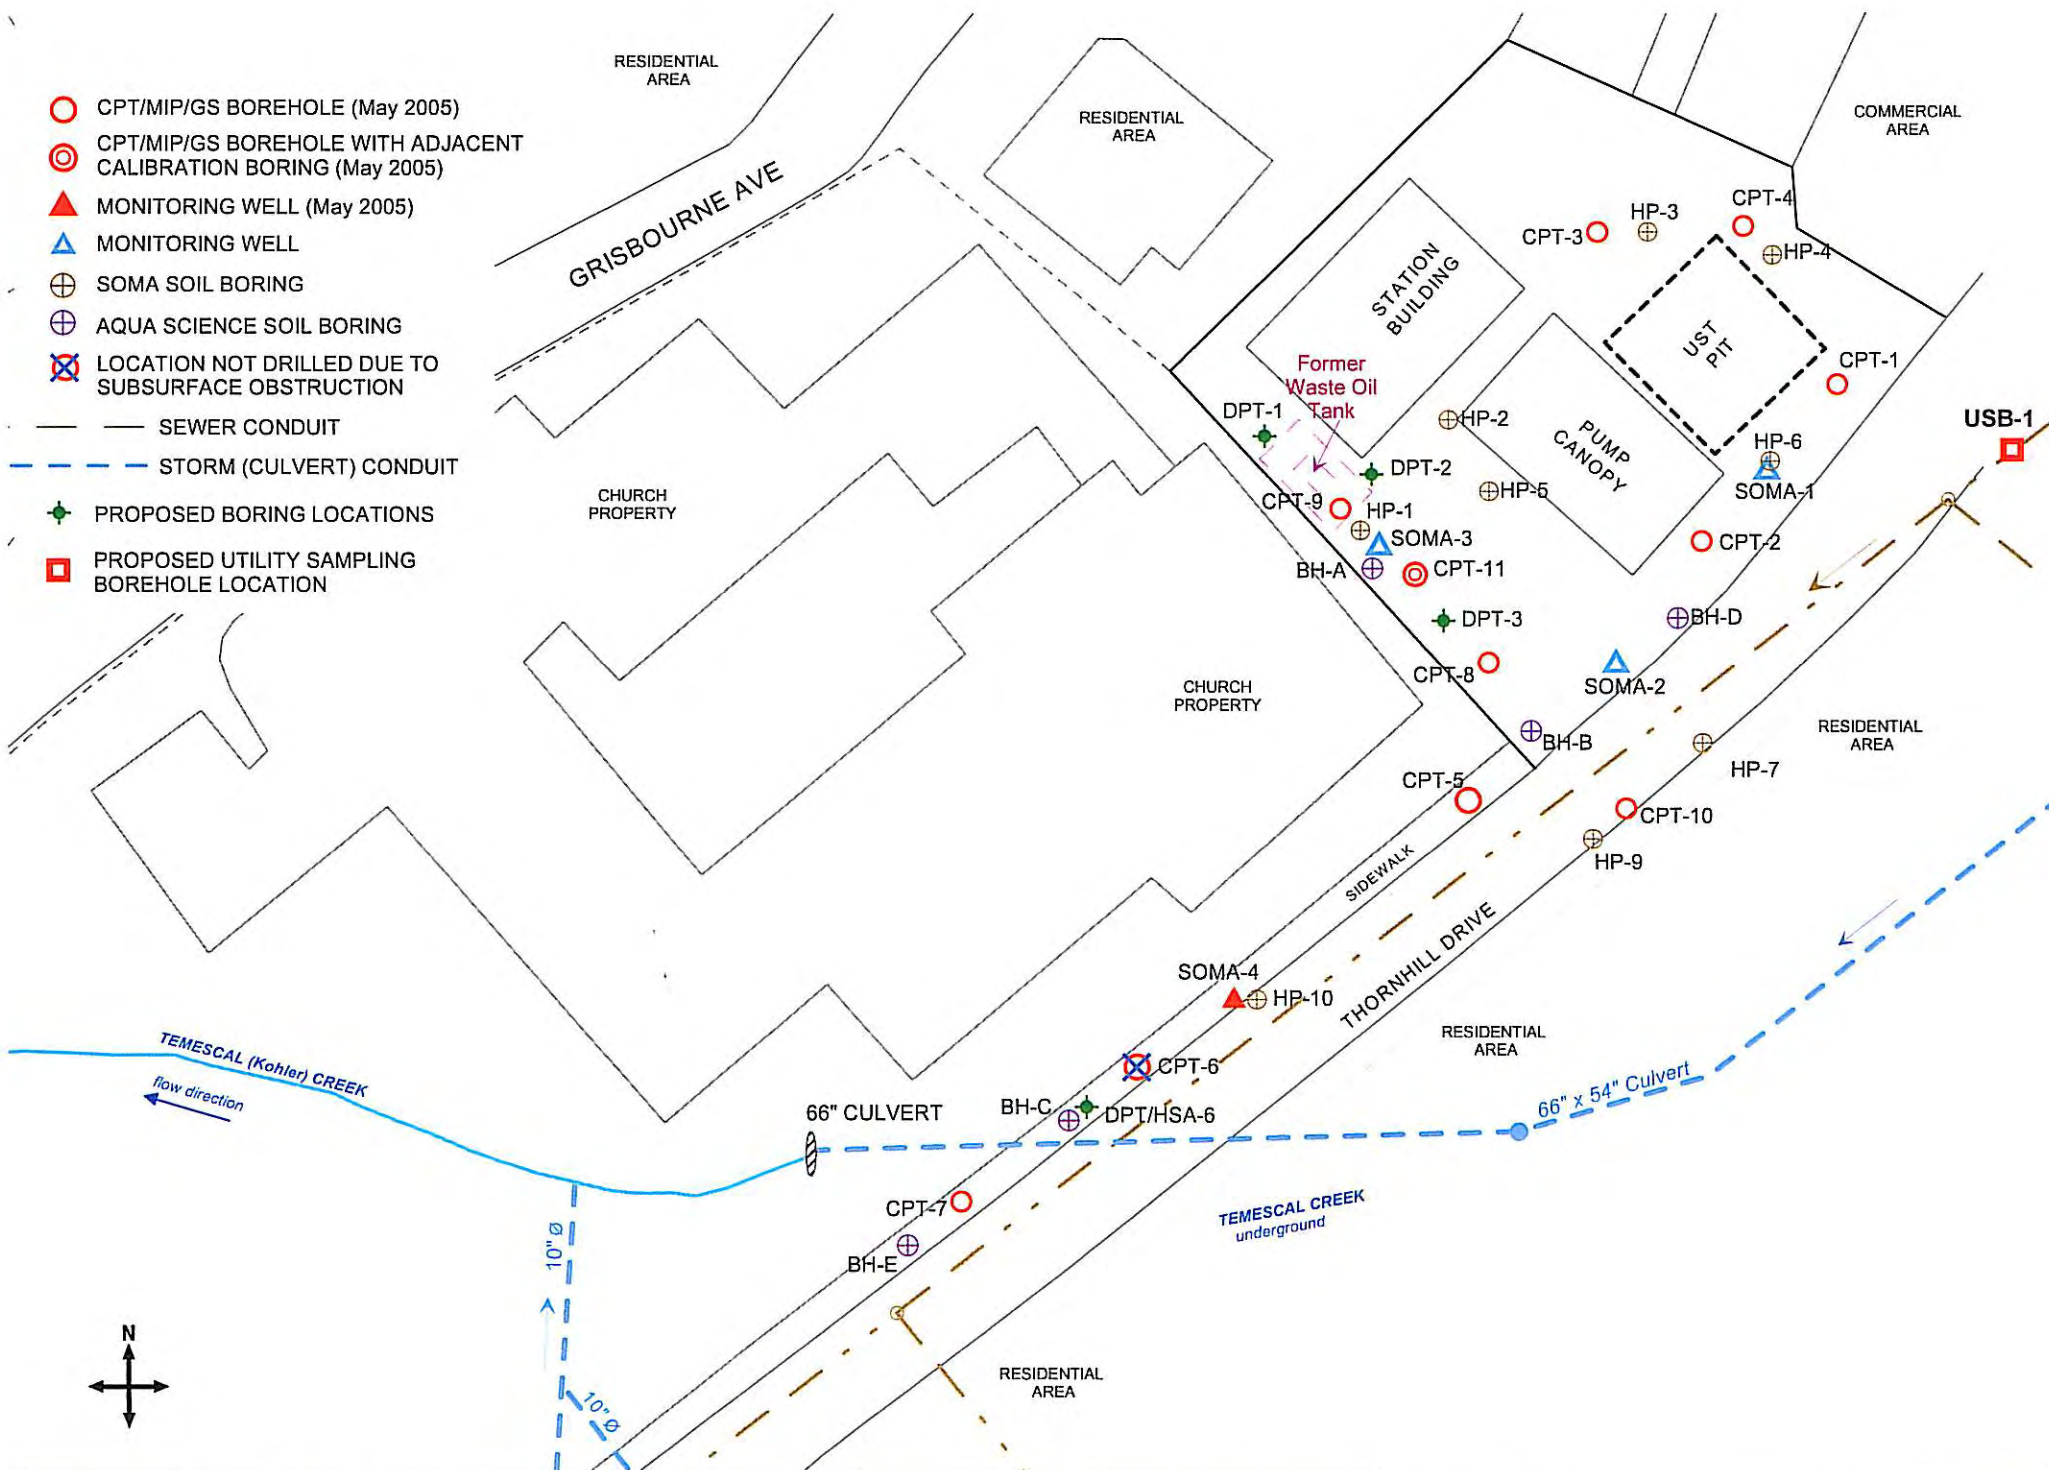 CPT/MIP/GS BOREHOLE (May 2005)
CPT/MIP/GS BOREHOLE WITH ADJACENT
CALIBRATION BORING (May 2005)
MONITORING WELL (May 2005)
MONITORING WELL
SOMA SOIL BORING
AQUA SCIENCE SOIL BORING
LOCATION NOT DRILLED DUE TO
SUBSURFACE OBSTRUCTION
SEWER CONDUIT
STORM (CULVERT) CONDUIT
PROPOSED BORING LOCATIONS
PROPOSED UTILITY SAMPLING
BOREHOLE LOCATION
RESIDENTIAL
AREA
RESIDENTIAL
AREA
COMMERCIAL
AREA
GRISBOURNE AVE
CPT-4
HP-3
CPT-3
HP-4
STATION
BUILDING
UST
PIT
CPT-1
Former
Waste Oil
Tank
DPT-1
HP-2
USB-1
PUMP
CANOPY
HP-6
DPT-2
HP-5
SOMA-1
CHURCH
PROPERTY
CPT-9
HP-1
SOMA-3
CPT-2
BH-A
CPT-11
DPT-3
BH-D
CPT-8
SOMA-2
CHURCH
PROPERTY
RESIDENTIAL
AREA
BH-B
HP-7
CPT-5
CPT-10
HP-9
SIDEWALK
THORNHILL DRIVE
SOMA-4
HP-10
RESIDENTIAL
AREA
TEMESCAL (Kohler) CREEK
flow direction
CPT-6
66" x 54" Culvert
66" CULVERT
BH-C
DPT/HSA-6
CPT-7
TEMESCAL CREEK
underground
10" Ø
BH-E
N
10" Ø
RESIDENTIAL
AREA